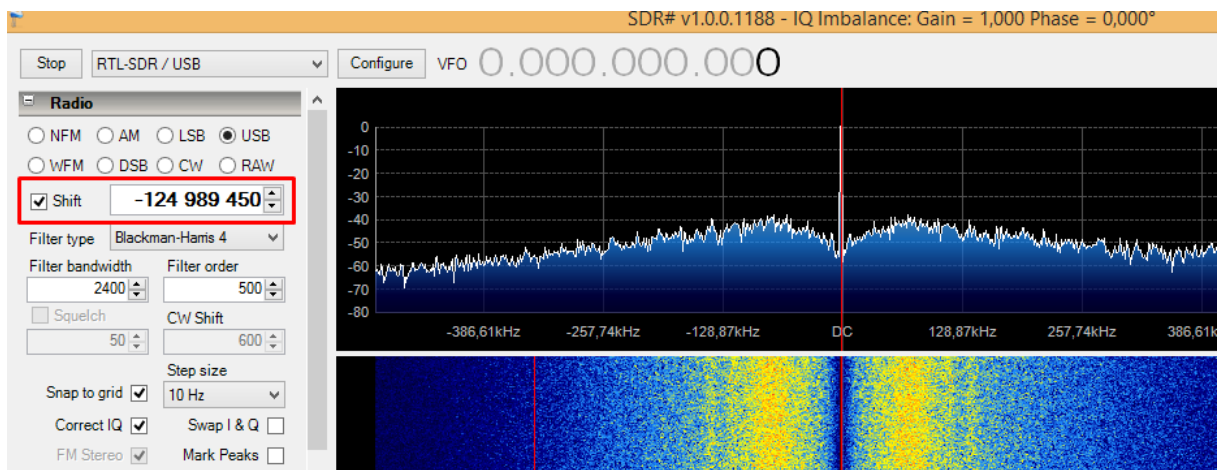 SDR# v1.0.0.1188 - IQ Imbalance: Gain = 1,000 Phase = 0,000°
Stop RTL-SDR / USB Configure VFO 0.000.000.000
Radio
NFM AM LSB USB
WFM DSB CW RAW
Shift -124 989 450
Filter type Blackman-Harris 4
Filter bandwidth Filter order
2400 500
Squelch CW Shift
50 600
Step size
Snap to grid 10 Hz
Correct IQ Swap I & Q
FM Stereo Mark Peaks
0
-10
-20
-30
-40
-50
-60
-70
-80
-386,61kHz -257,74kHz -128,87kHz DC 128,87kHz 257,74kHz 386,61